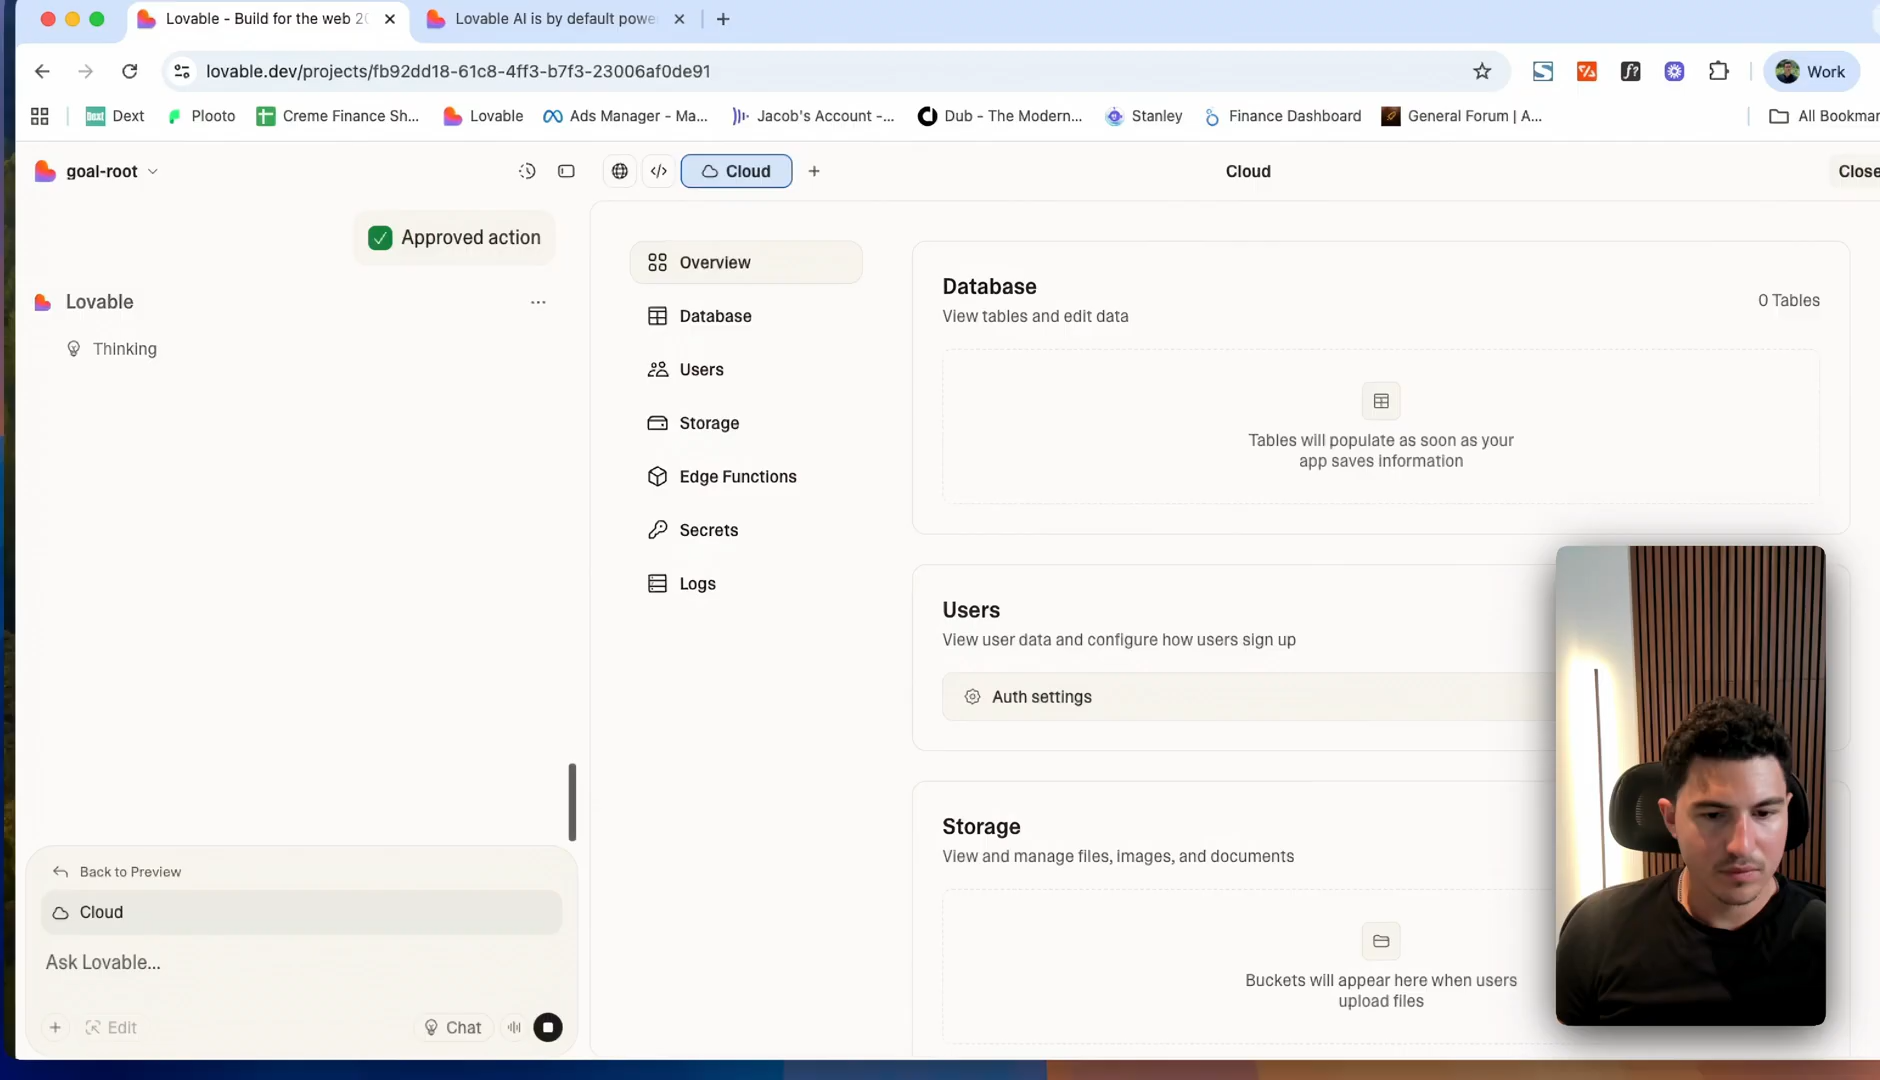 Lovable - Build for the web 20
Lovable AI is by default powe
lovable.dev/projects/fb92dd18-61c8-4ff3-b7f3-23006af0de91
Work
Dext
Plooto
Creme Finance Sh...
Lovable
Ads Manager - Ma...
Jacob's Account -...
Dub - The Modern...
Stanley
Finance Dashboard
General Forum | A...
All Bookmar
goal-root
Cloud
Cloud
Close
Approved action
Lovable
Thinking
Overview
Database
Users
Storage
Edge Functions
Secrets
Logs
Database
View tables and edit data
0 Tables
Tables will populate as soon as your
app saves information
Users
View user data and configure how users sign up
Auth settings
Storage
View and manage files, images, and documents
Buckets will appear here when users
upload files
Back to Preview
Cloud
Ask Lovable...
Edit
Chat